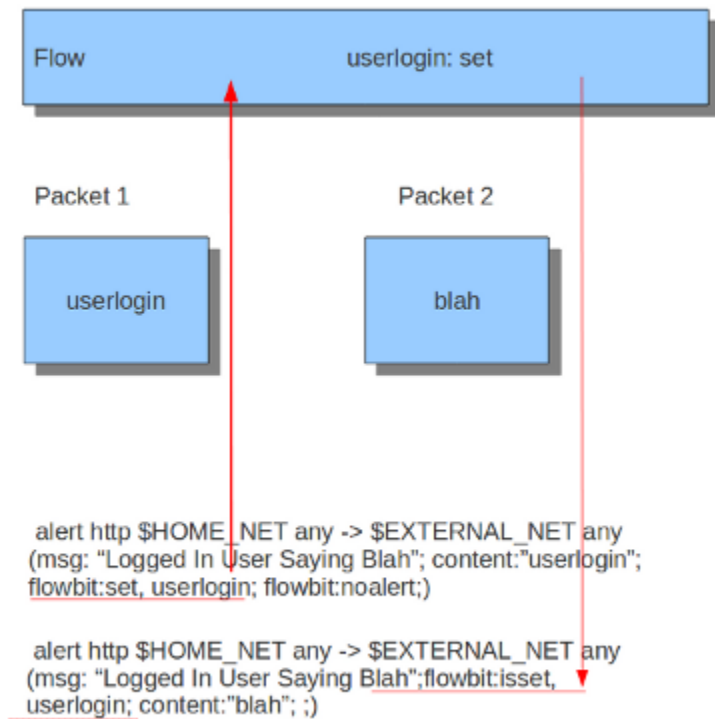 Flow userlogin: set
Packet 1 Packet 2
userlogin blah
alert http $HOME_NET any -> $EXTERNAL_NET any
(msg: “Logged In User Saying Blah”; content:”userlogin”;
flowbit:set, userlogin; flowbit:noalert;)
alert http $HOME_NET any -> $EXTERNAL_NET any
(msg: “Logged In User Saying Blah”;flowbit:isset,
userlogin; content:”blah”; ;)